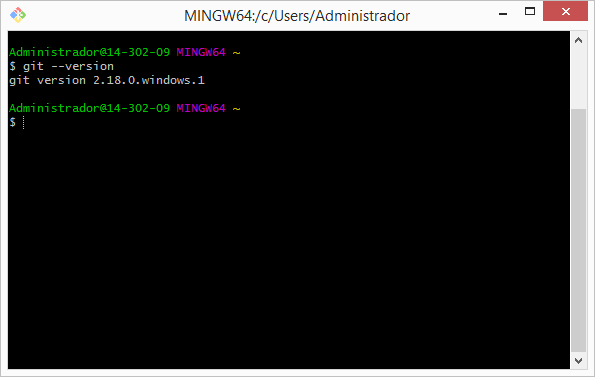 MINGW64:/c/Users/Administrador
Administrador@14-302-09 MINGW64 ~
$ git --version
git version 2.18.0.windows.1
Administrador@14-302-09 MINGW64 ~
$